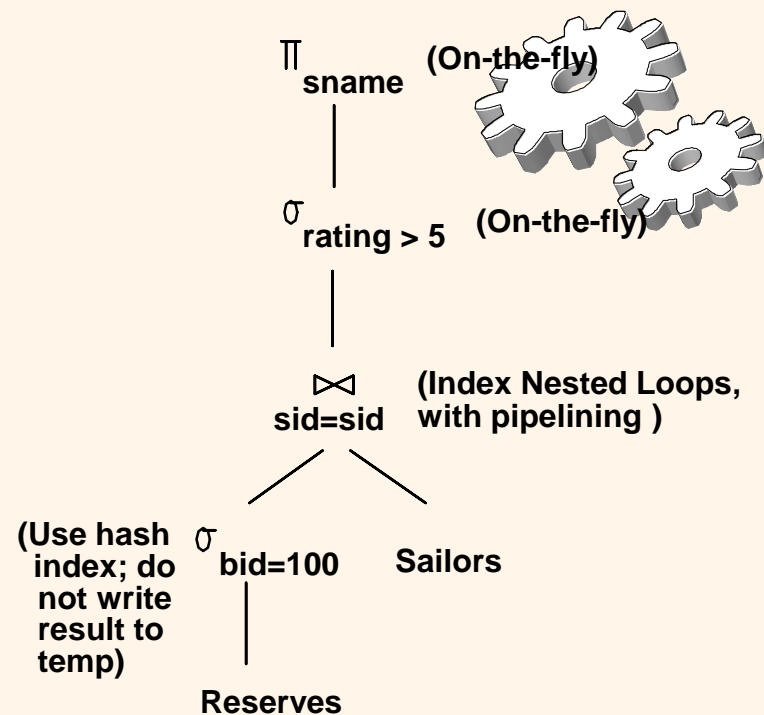 π sname (On-the-fly)
σ rating > 5 (On-the-fly)
⋈ (Index Nested Loops,
sid=sid with pipelining )
(Use hash
index; do
not write
result to
temp)
σ bid=100
Sailors
Reserves